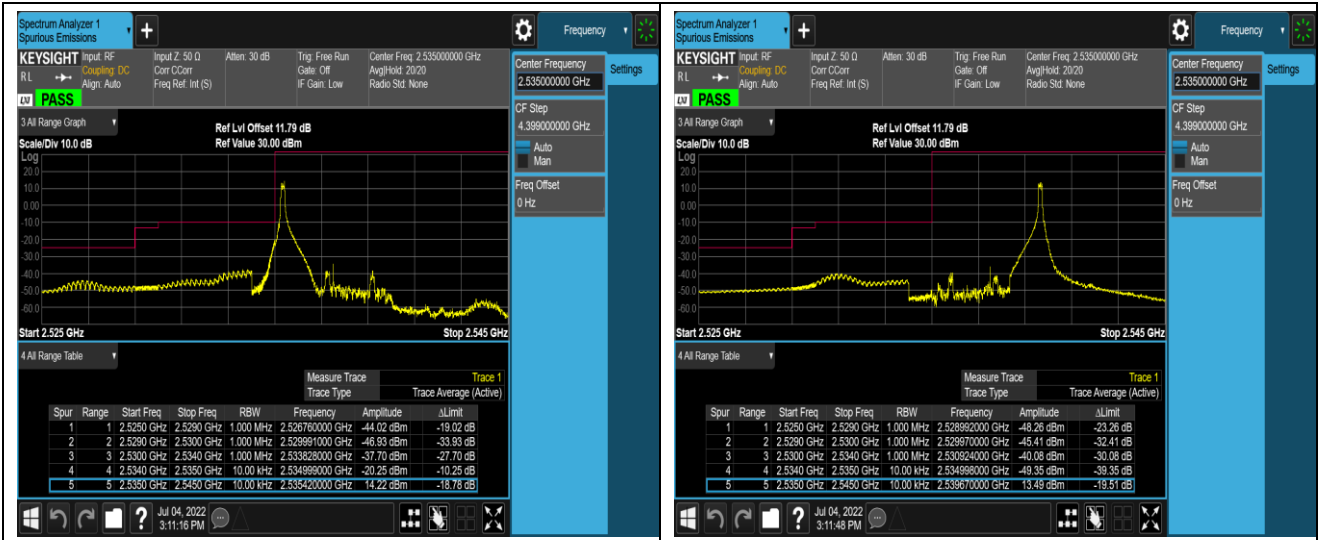 Spectrum Analyzer 1
Spurious Emissions
+
Frequency
KEYSIGHT Input: RF Input Z: 50 Ω Atten: 30 dB Trig: Free Run Center Freq: 2.535000000 GHz
R L Coupling: DC Corr CCorr Gate: Off Avg|Hold: 20/20
Align: Auto Freq Ref: Int (S) IF Gain: Low Radio Std: None
LXI PASS
3 All Range Graph
Ref Lvl Offset 11.79 dB
Scale/Div 10.0 dB Ref Value 30.00 dBm
Log
20.0
10.0
0.00
-10.0
-20.0
-30.0
-40.0
-50.0
-60.0
Start 2.525 GHz Stop 2.545 GHz
4 All Range Table
Measure Trace Trace 1
Trace Type Trace Average (Active)
Spur Range Start Freq Stop Freq RBW Frequency Amplitude ΔLimit
1 1 2.5250 GHz 2.5290 GHz 1.000 MHz 2.526760000 GHz -44.02 dBm -19.02 dB
2 2 2.5290 GHz 2.5300 GHz 1.000 MHz 2.529991000 GHz -46.93 dBm -33.93 dB
3 3 2.5300 GHz 2.5340 GHz 1.000 MHz 2.533828000 GHz -37.70 dBm -27.70 dB
4 4 2.5340 GHz 2.5350 GHz 10.00 kHz 2.534999000 GHz -20.25 dBm -10.25 dB
5 5 2.5350 GHz 2.5450 GHz 10.00 kHz 2.535420000 GHz 14.22 dBm -18.78 dB
Center Frequency
2.535000000 GHz
Settings
CF Step
4.399000000 GHz
Auto
Man
Freq Offset
0 Hz
?
Jul 04, 2022
3:11:16 PM
Spectrum Analyzer 1
Spurious Emissions
+
Frequency
KEYSIGHT Input: RF Input Z: 50 Ω Atten: 30 dB Trig: Free Run Center Freq: 2.535000000 GHz
R L Coupling: DC Corr CCorr Gate: Off Avg|Hold: 20/20
Align: Auto Freq Ref: Int (S) IF Gain: Low Radio Std: None
LXI PASS
3 All Range Graph
Ref Lvl Offset 11.79 dB
Scale/Div 10.0 dB Ref Value 30.00 dBm
Log
20.0
10.0
0.00
-10.0
-20.0
-30.0
-40.0
-50.0
-60.0
Start 2.525 GHz Stop 2.545 GHz
4 All Range Table
Measure Trace Trace 1
Trace Type Trace Average (Active)
Spur Range Start Freq Stop Freq RBW Frequency Amplitude ΔLimit
1 1 2.5250 GHz 2.5290 GHz 1.000 MHz 2.528992000 GHz -48.26 dBm -23.26 dB
2 2 2.5290 GHz 2.5300 GHz 1.000 MHz 2.529970000 GHz -45.41 dBm -32.41 dB
3 3 2.5300 GHz 2.5340 GHz 1.000 MHz 2.530924000 GHz -40.08 dBm -30.08 dB
4 4 2.5340 GHz 2.5350 GHz 10.00 kHz 2.534998000 GHz -49.35 dBm -39.35 dB
5 5 2.5350 GHz 2.5450 GHz 10.00 kHz 2.539670000 GHz 13.49 dBm -19.51 dB
Center Frequency
2.535000000 GHz
Settings
CF Step
4.399000000 GHz
Auto
Man
Freq Offset
0 Hz
?
Jul 04, 2022
3:11:48 PM